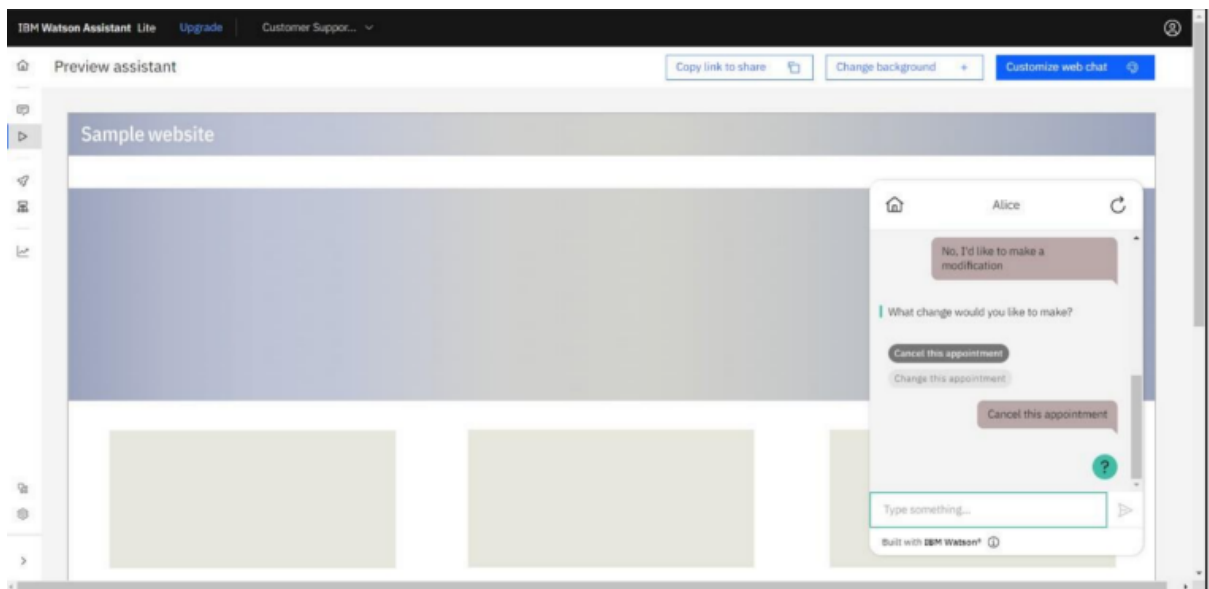 IBM Watson Assistant Lite Upgrade Customer Suppor...
Preview assistant Copy link to share Change background + Customize web chat
Sample website
Alice
No, I'd like to make a
modification
What change would you like to make?
Cancel this appointment
Change this appointment
Cancel this appointment
?
Type something...
Built with IBM Watson®